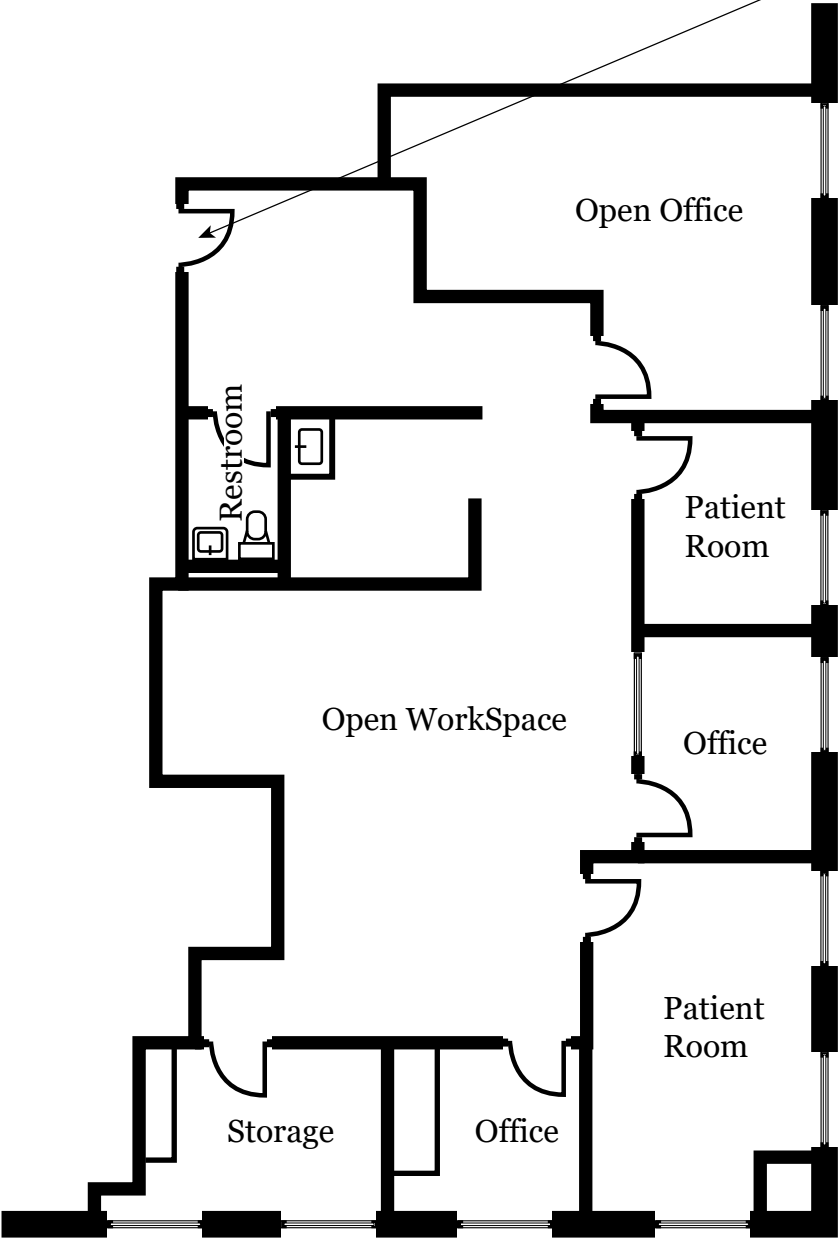 Open Office
Restroom
Patient
Room
Open WorkSpace
Office
Patient
Room
Storage
Office